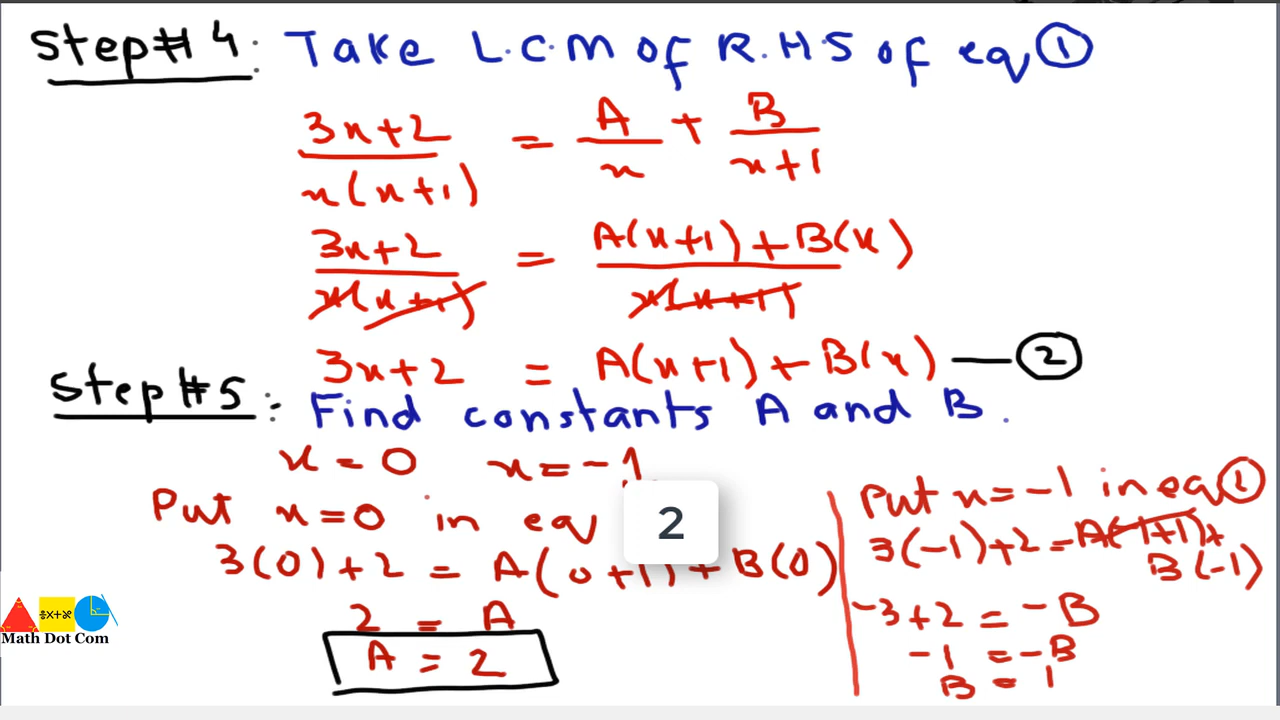 Step# 4: Take L.C.M of R.H.S of eq ①
3x+2 / x(x+1) = A / x + B / x+1
3x+2 / x(x+1) = A(x+1)+B(x) / x(x+1)
3x+2 = A(x+1)+B(x) — ②
Step#5: Find constants A and B.
x = 0 x = -1
Put x=0 in eq 2
3(0)+2 = A(0+1)+B(0)
2 = A
A = 2
Put x=-1 in eq ①
3(-1)+2 = A(-1+1)+
B(-1)
-3+2 = -B
-1 = -B
B = 1
Math Dot Com